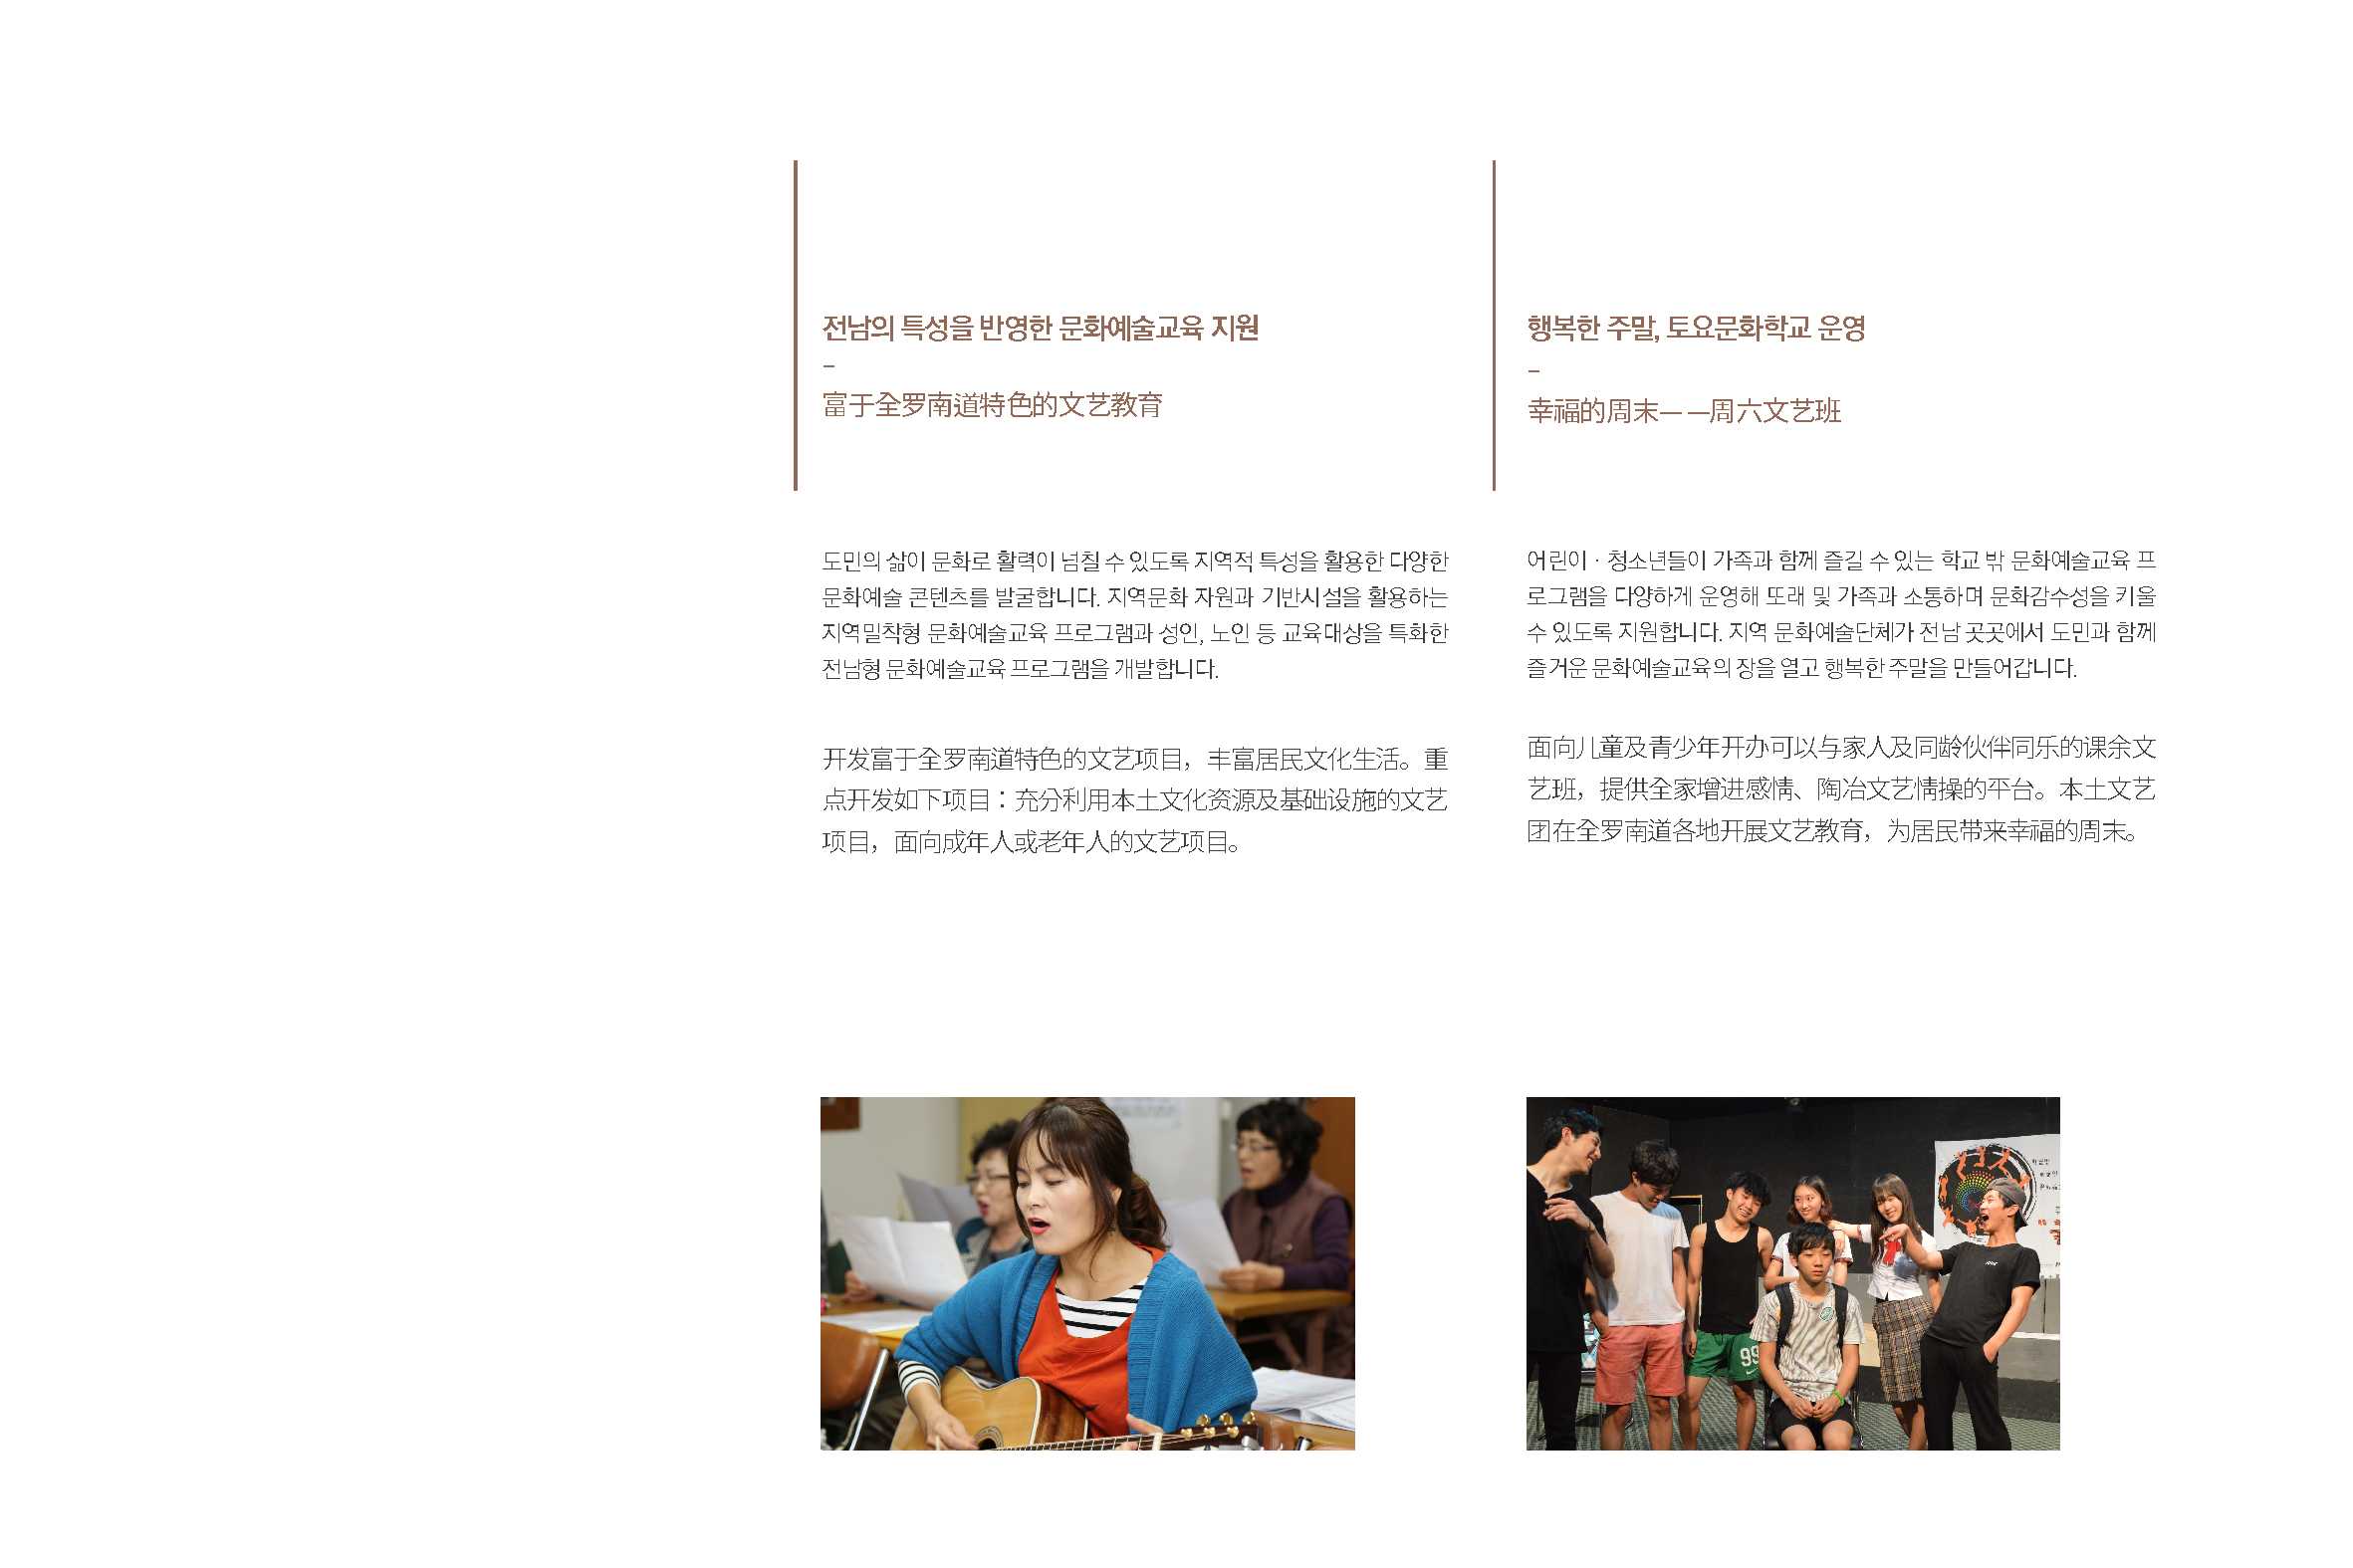 전남의 특성을 반영한 문화예술교육 지원
–
富于全罗南道特色的文艺教育
도민의 삶이 문화로 활력이 넘칠 수 있도록 지역적 특성을 활용한 다양한
문화예술 콘텐츠를 발굴합니다. 지역문화 자원과 기반시설을 활용하는
지역밀착형 문화예술교육 프로그램과 성인, 노인 등 교육대상을 특화한
전남형 문화예술교육 프로그램을 개발합니다.
开发富于全罗南道特色的文艺项目，丰富居民文化生活。重
点开发如下项目：充分利用本土文化资源及基础设施的文艺
项目，面向成年人或老年人的文艺项目。
행복한 주말, 토요문화학교 운영
–
幸福的周末— —周六文艺班
어린이 · 청소년들이 가족과 함께 즐길 수 있는 학교 밖 문화예술교육 프
로그램을 다양하게 운영해 또래 및 가족과 소통하며 문화감수성을 키울
수 있도록 지원합니다. 지역 문화예술단체가 전남 곳곳에서 도민과 함께
즐거운 문화예술교육의 장을 열고 행복한 주말을 만들어갑니다.
面向儿童及青少年开办可以与家人及同龄伙伴同乐的课余文
艺班，提供全家增进感情、陶冶文艺情操的平台。本土文艺
团在全罗南道各地开展文艺教育，为居民带来幸福的周末。
99